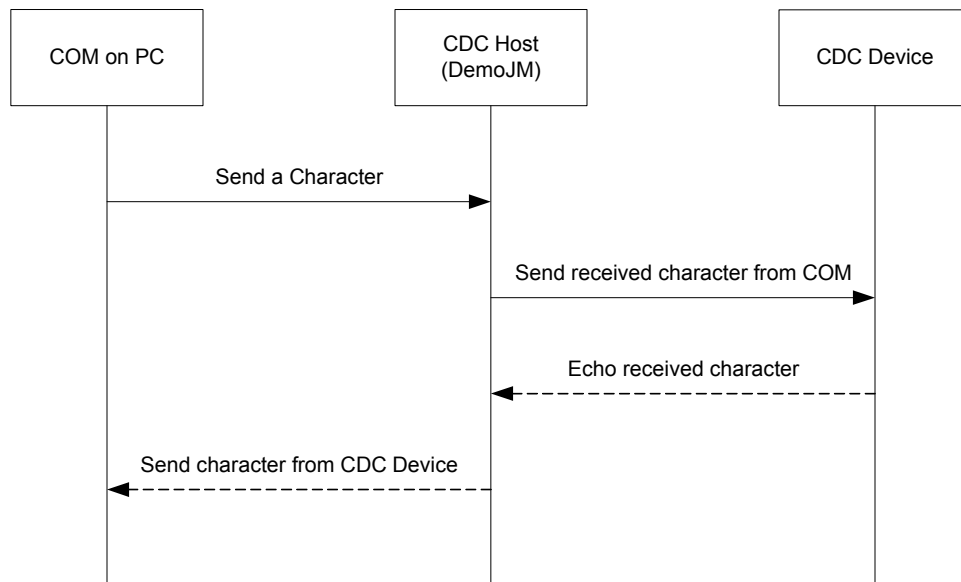 COM on PC
CDC Host
(DemoJM)
CDC Device
Send a Character
Send received character from COM
Echo received character
Send character from CDC Device